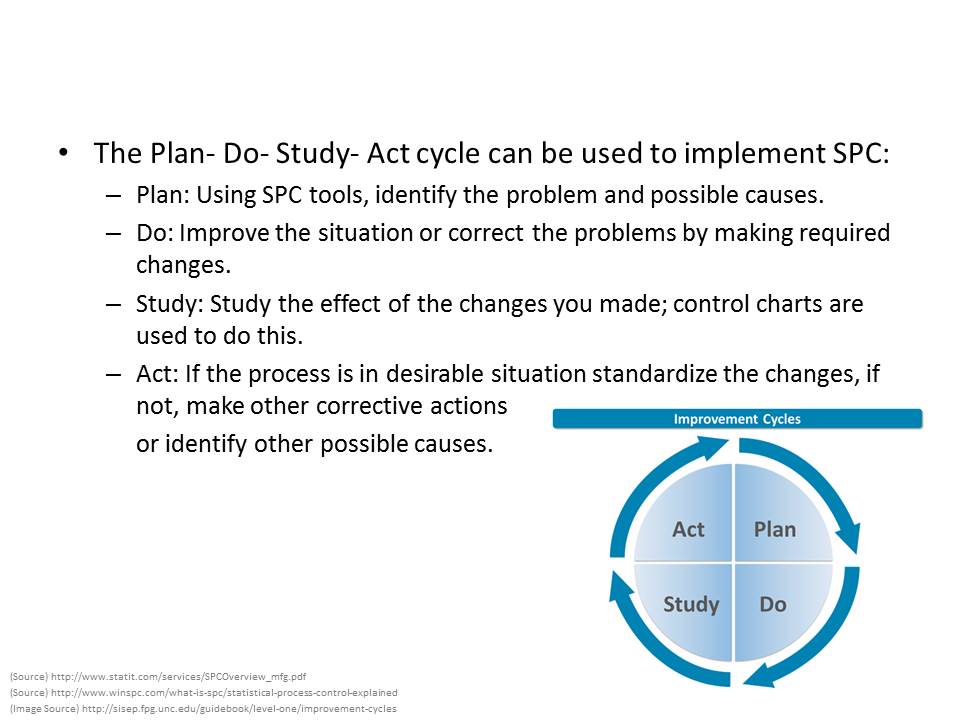 • The Plan- Do- Study- Act cycle can be used to implement SPC:
– Plan: Using SPC tools, identify the problem and possible causes.
– Do: Improve the situation or correct the problems by making required
changes.
– Study: Study the effect of the changes you made; control charts are
used to do this.
– Act: If the process is in desirable situation standardize the changes, if
not, make other corrective actions
or identify other possible causes.
Improvement Cycles
Act
Plan
Study
Do
(Source) http://www.statit.com/services/SPCOverview_mfg.pdf
(Source) http://www.winspc.com/what-is-spc/statistical-process-control-explained
(Image Source) http://sisep.fpg.unc.edu/guidebook/level-one/improvement-cycles